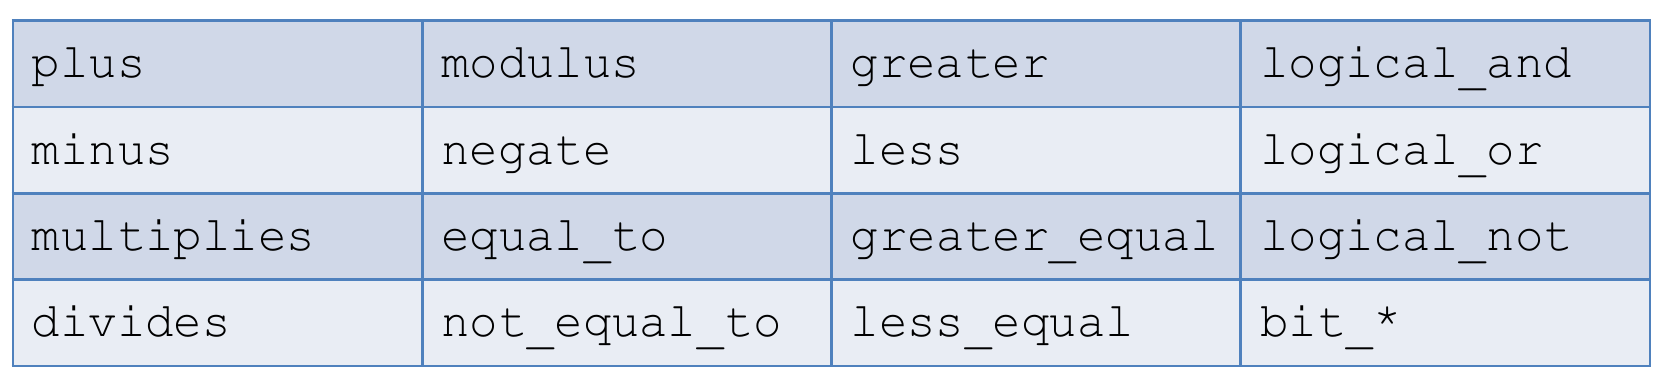 plus modulus greater logical_and
minus negate less logical_or
multiplies equal_to greater_equal logical_not
divides not_equal_to less_equal bit_*